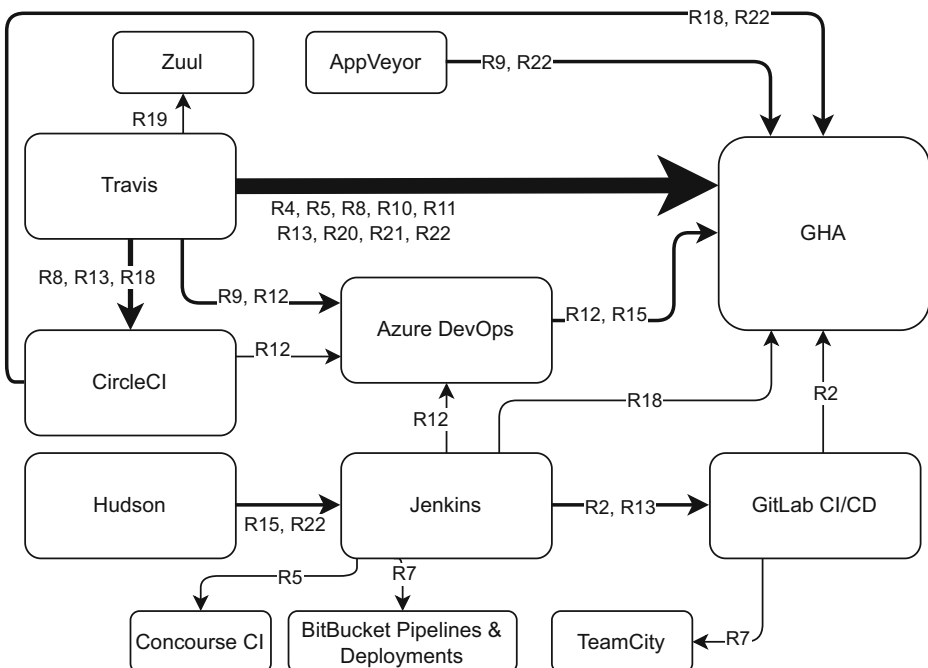 R18, R22
Zuul
AppVeyor
R9, R22
R19
Travis
R4, R5, R8, R10, R11
R13, R20, R21, R22
GHA
R8, R13, R18
R9, R12
Azure DevOps
R12, R15
R12
CircleCI
R12
R18
R2
Hudson
R15, R22
Jenkins
R2, R13
GitLab CI/CD
R5
R7
Concourse CI
BitBucket Pipelines &
Deployments
TeamCity
R7